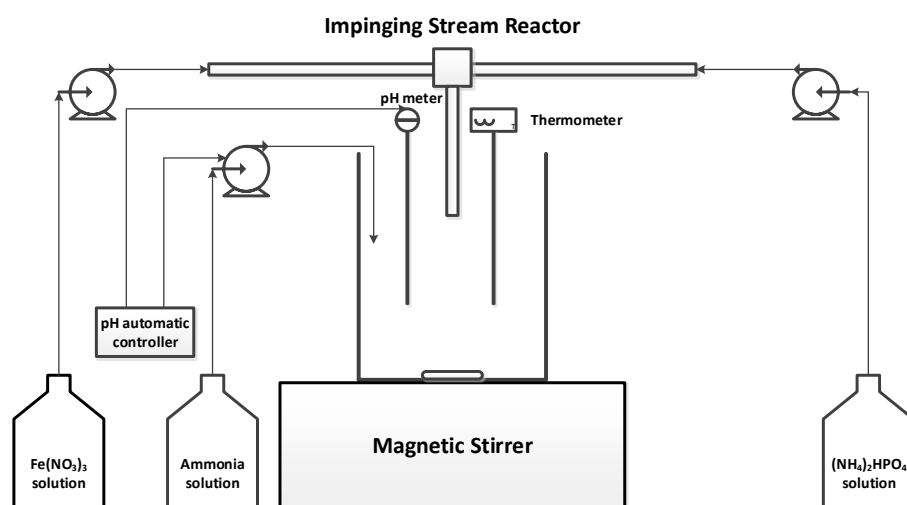 Impinging Stream Reactor
pH meter
Thermometer
T
pH automatic
controller
Fe(NO₃)₃
solution
Ammonia
solution
Magnetic Stirrer
(NH₄)₂HPO₄
solution